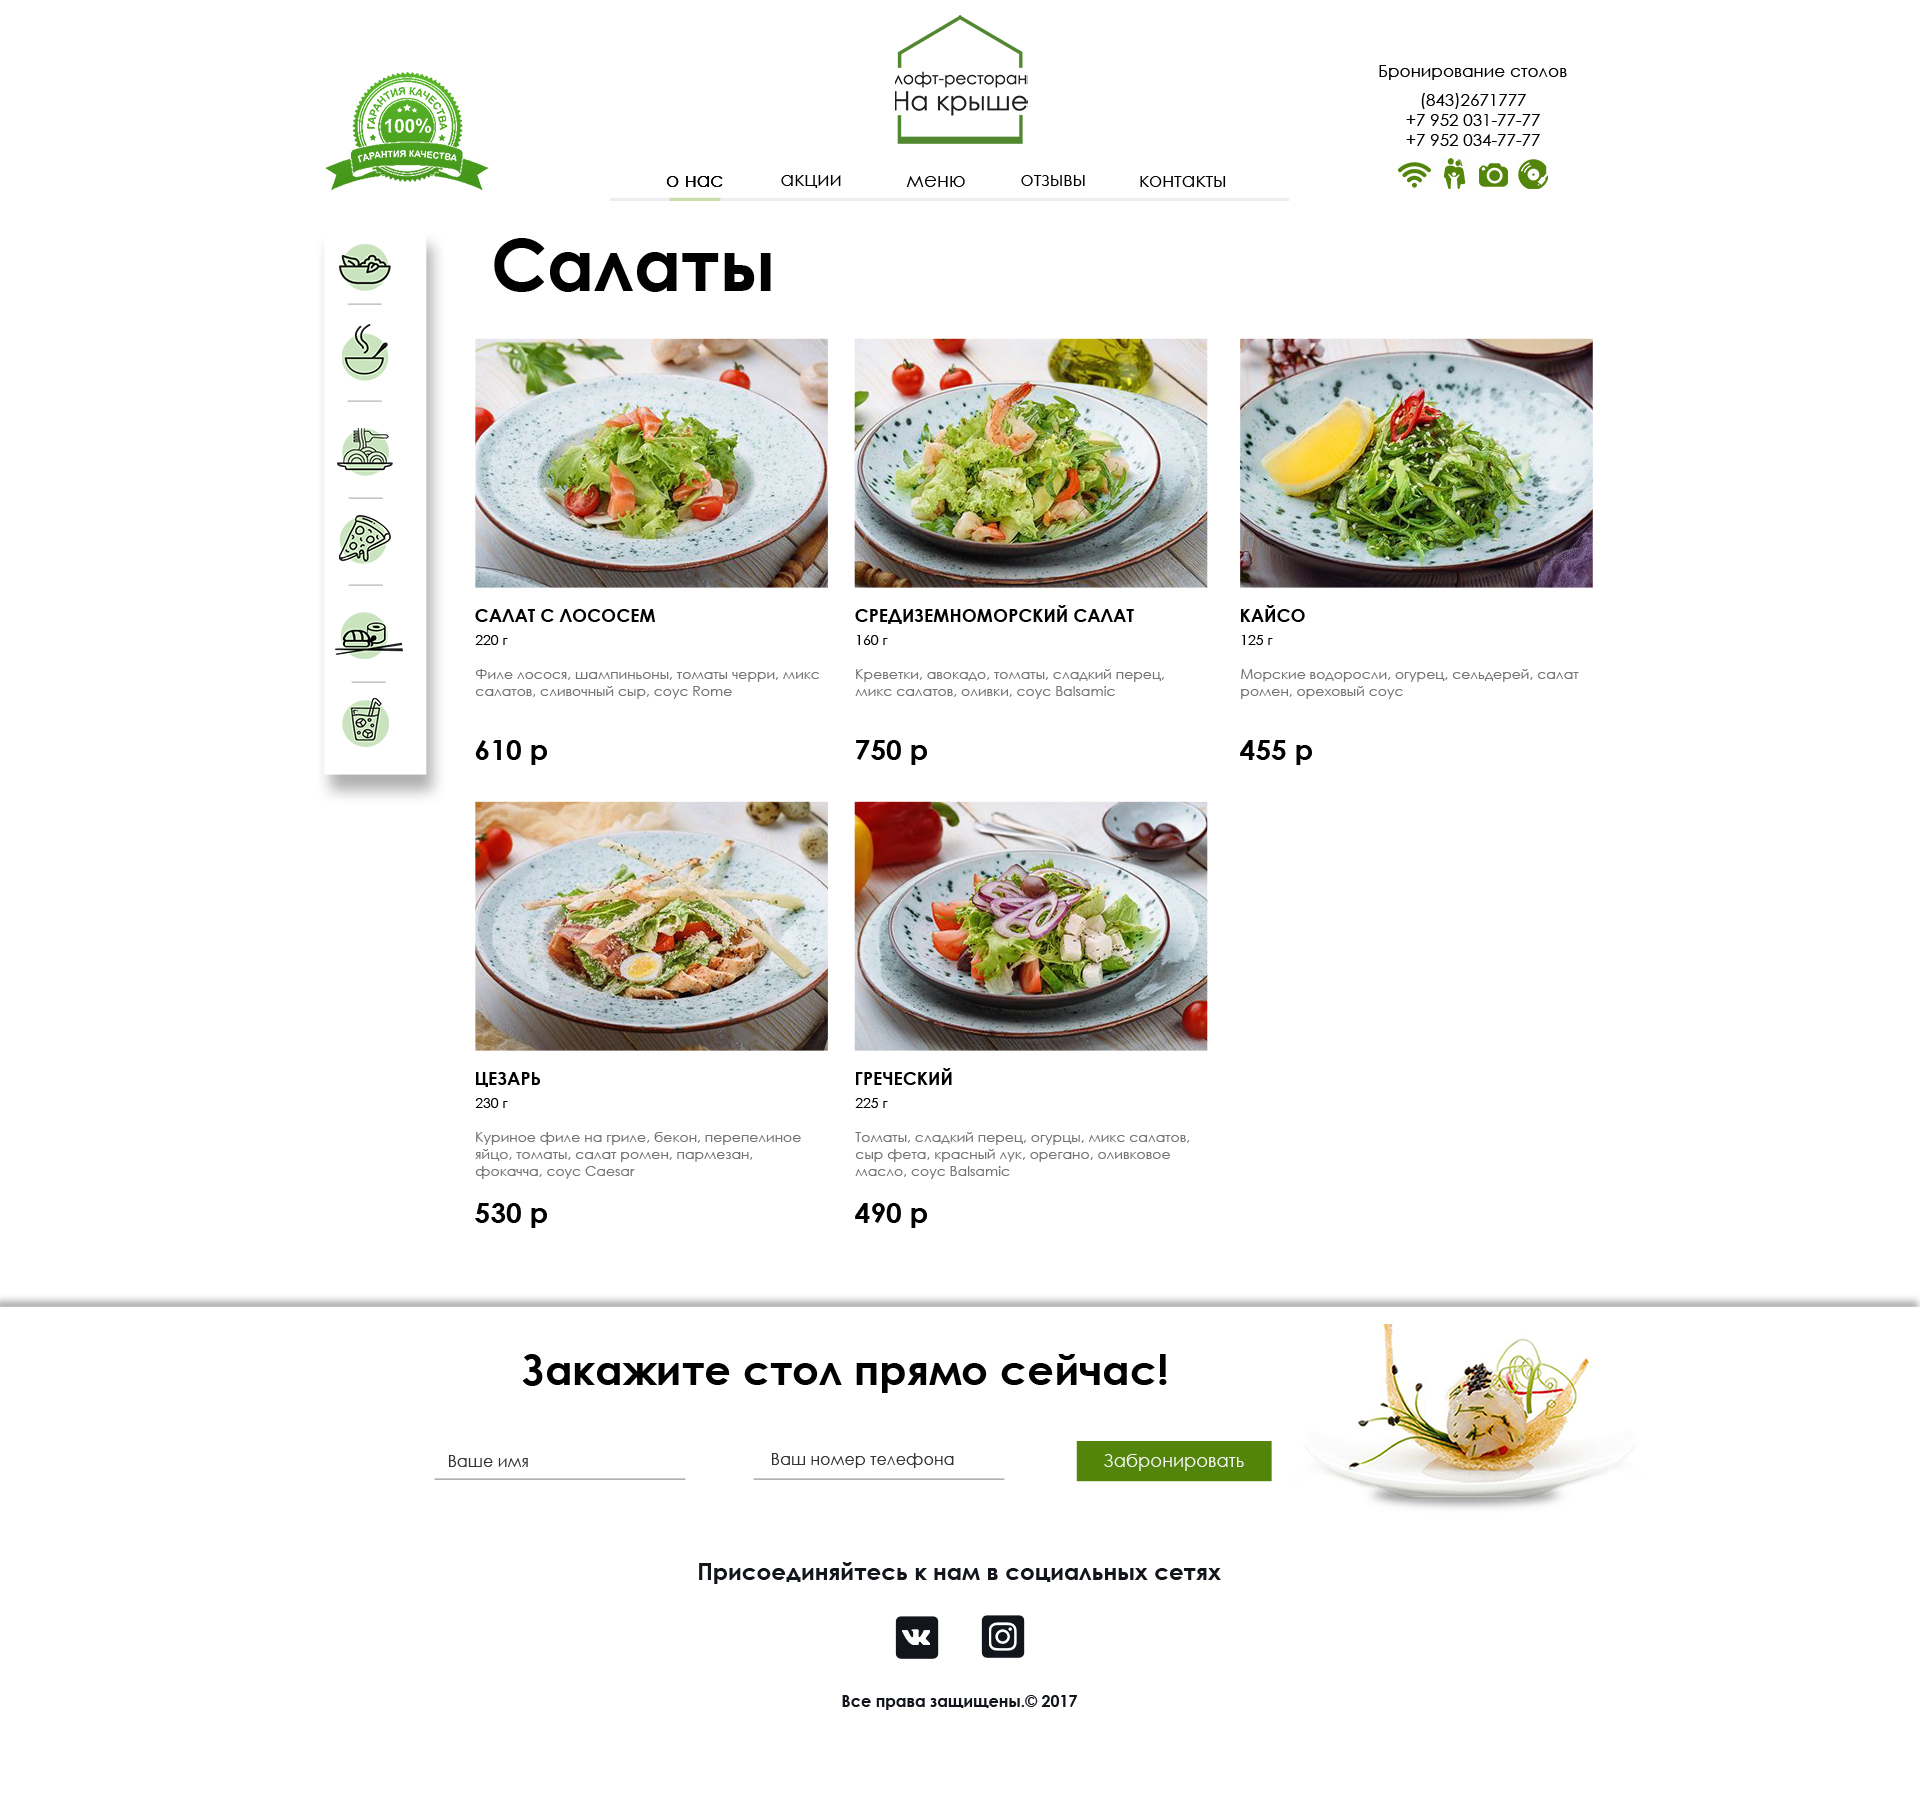 ГАРАНТИЯ КАЧЕСТВА
100%
ГАРАНТИЯ КАЧЕСТВА
лофт-ресторан
На крыше
Бронирование столов
(843)2671777
+7 952 031-77-77
+7 952 034-77-77
о нас акции меню отзывы контакты
Салаты
САЛАТ С ЛОСОСЕМ
220 г
Филе лосося, шампиньоны, томаты черри, микс
салатов, сливочный сыр, соус Rome
610 р
СРЕДИЗЕМНОМОРСКИЙ САЛАТ
160 г
Креветки, авокадо, томаты, сладкий перец,
микс салатов, оливки, соус Balsamic
750 р
КАЙСО
125 г
Морские водоросли, огурец, сельдерей, салат
ромен, ореховый соус
455 р
ЦЕЗАРЬ
230 г
Куриное филе на гриле, бекон, перепелиное
яйцо, томаты, салат ромен, пармезан,
фокачча, соус Caesar
530 р
ГРЕЧЕСКИЙ
225 г
Томаты, сладкий перец, огурцы, микс салатов,
сыр фета, красный лук, орегано, оливковое
масло, соус Balsamic
490 р
Закажите стол прямо сейчас!
Ваше имя
Ваш номер телефона
Забронировать
Присоединяйтесь к нам в социальных сетях
Все права защищены.© 2017